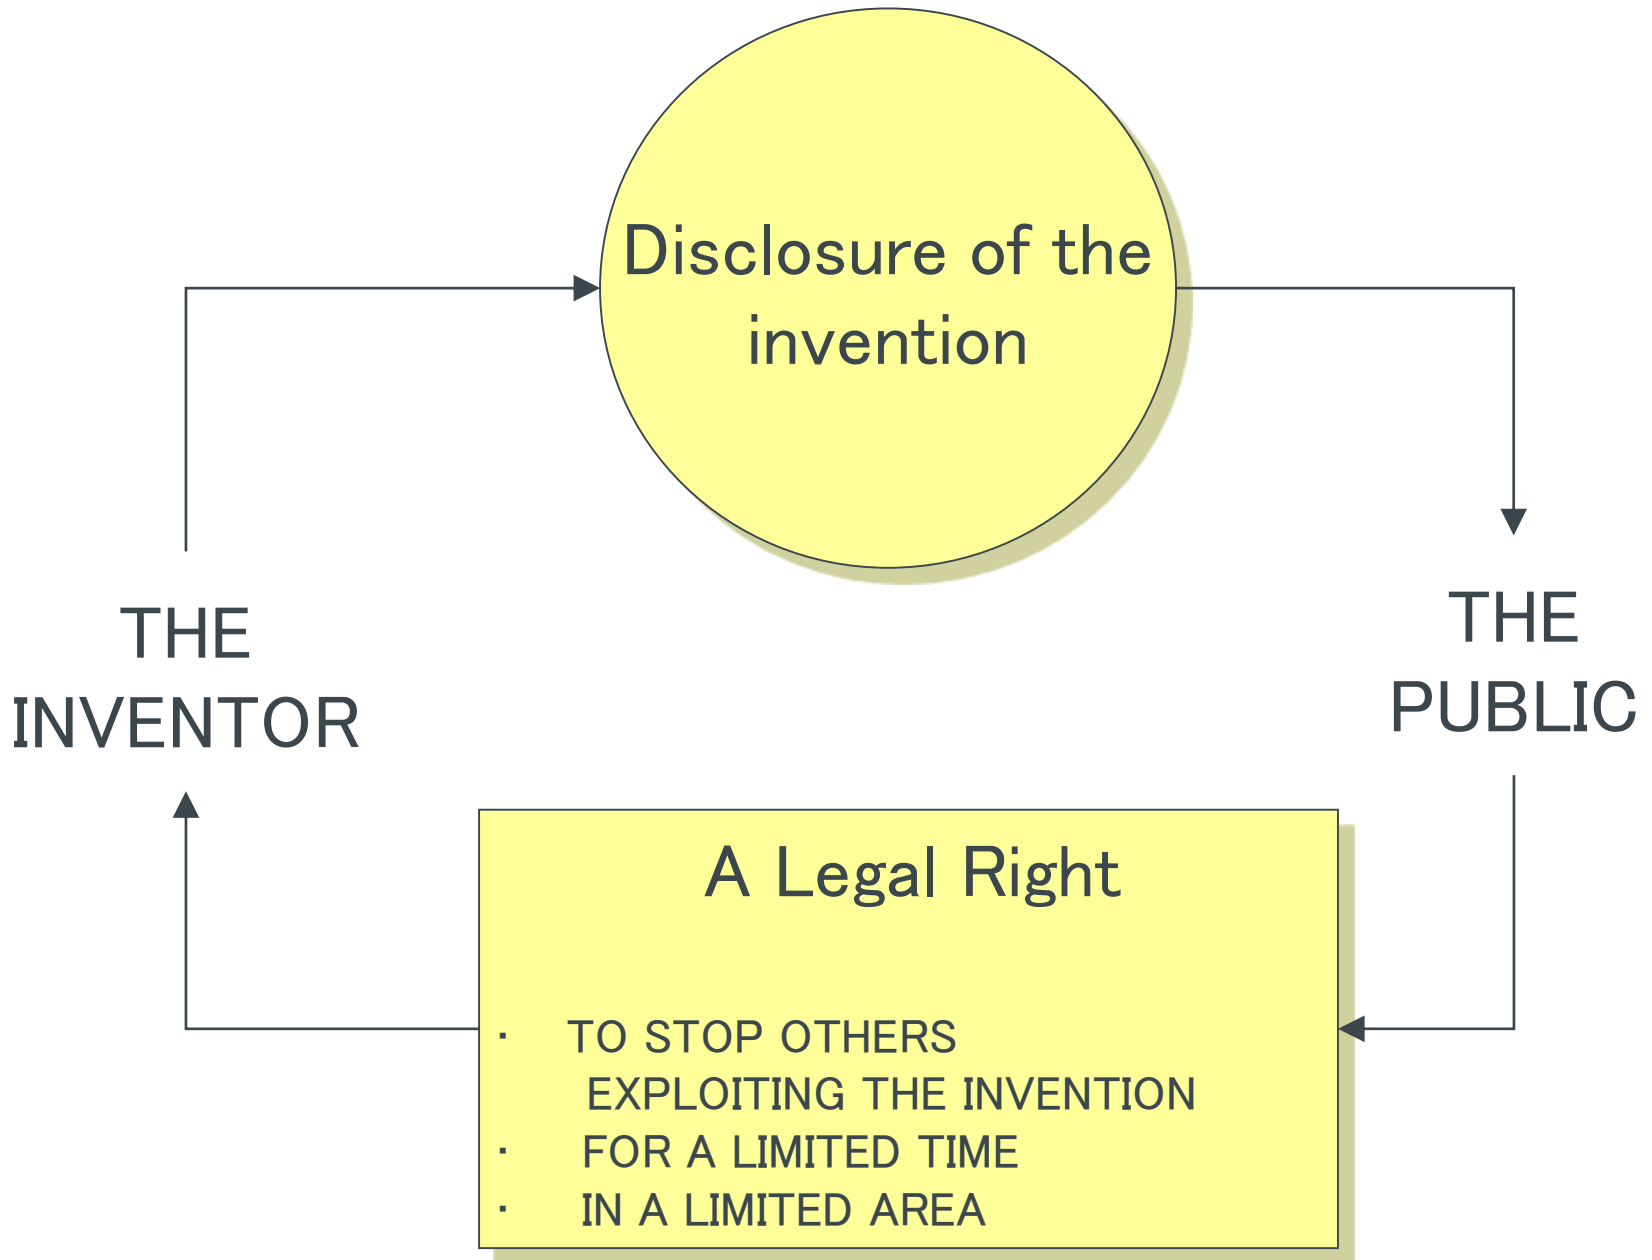 Disclosure of the
invention
THE
INVENTOR
THE
PUBLIC
A Legal Right
· TO STOP OTHERS
EXPLOITING THE INVENTION
· FOR A LIMITED TIME
· IN A LIMITED AREA